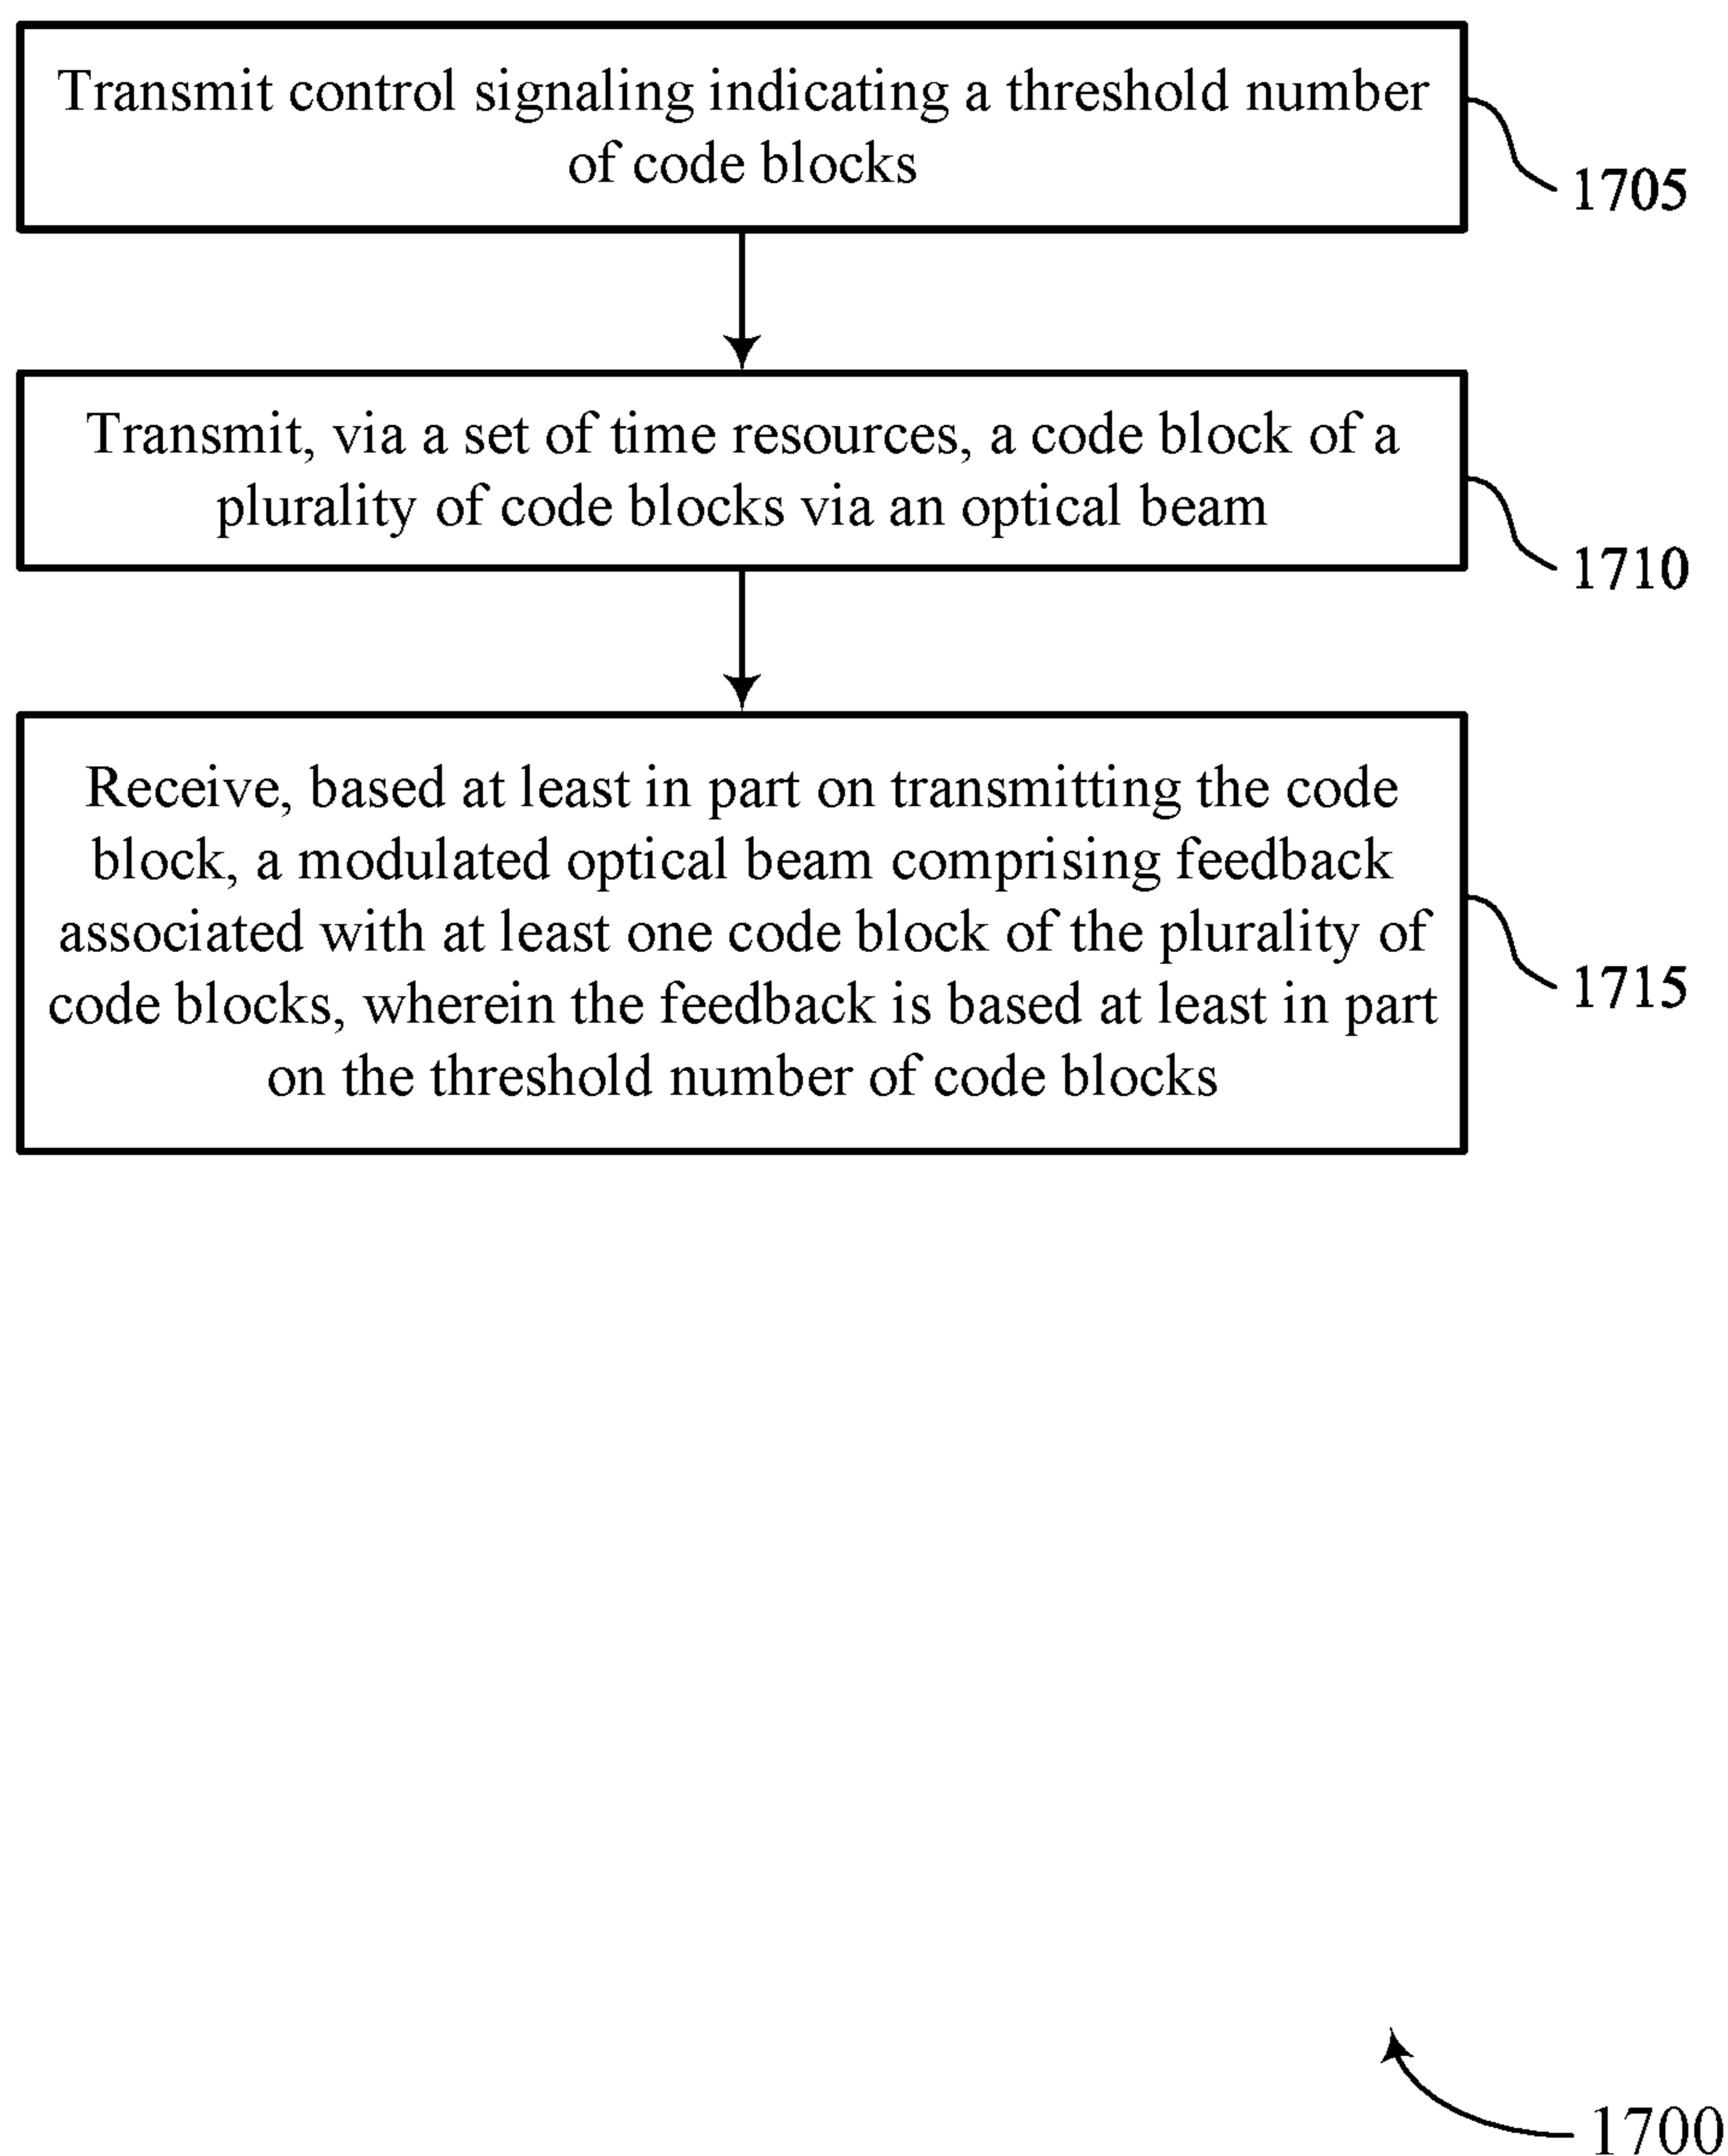 Transmit control signaling indicating a threshold number
of code blocks
1705
Transmit, via a set of time resources, a code block of a
plurality of code blocks via an optical beam
1710
Receive, based at least in part on transmitting the code
block, a modulated optical beam comprising feedback
associated with at least one code block of the plurality of
code blocks, wherein the feedback is based at least in part
on the threshold number of code blocks
1715
1700